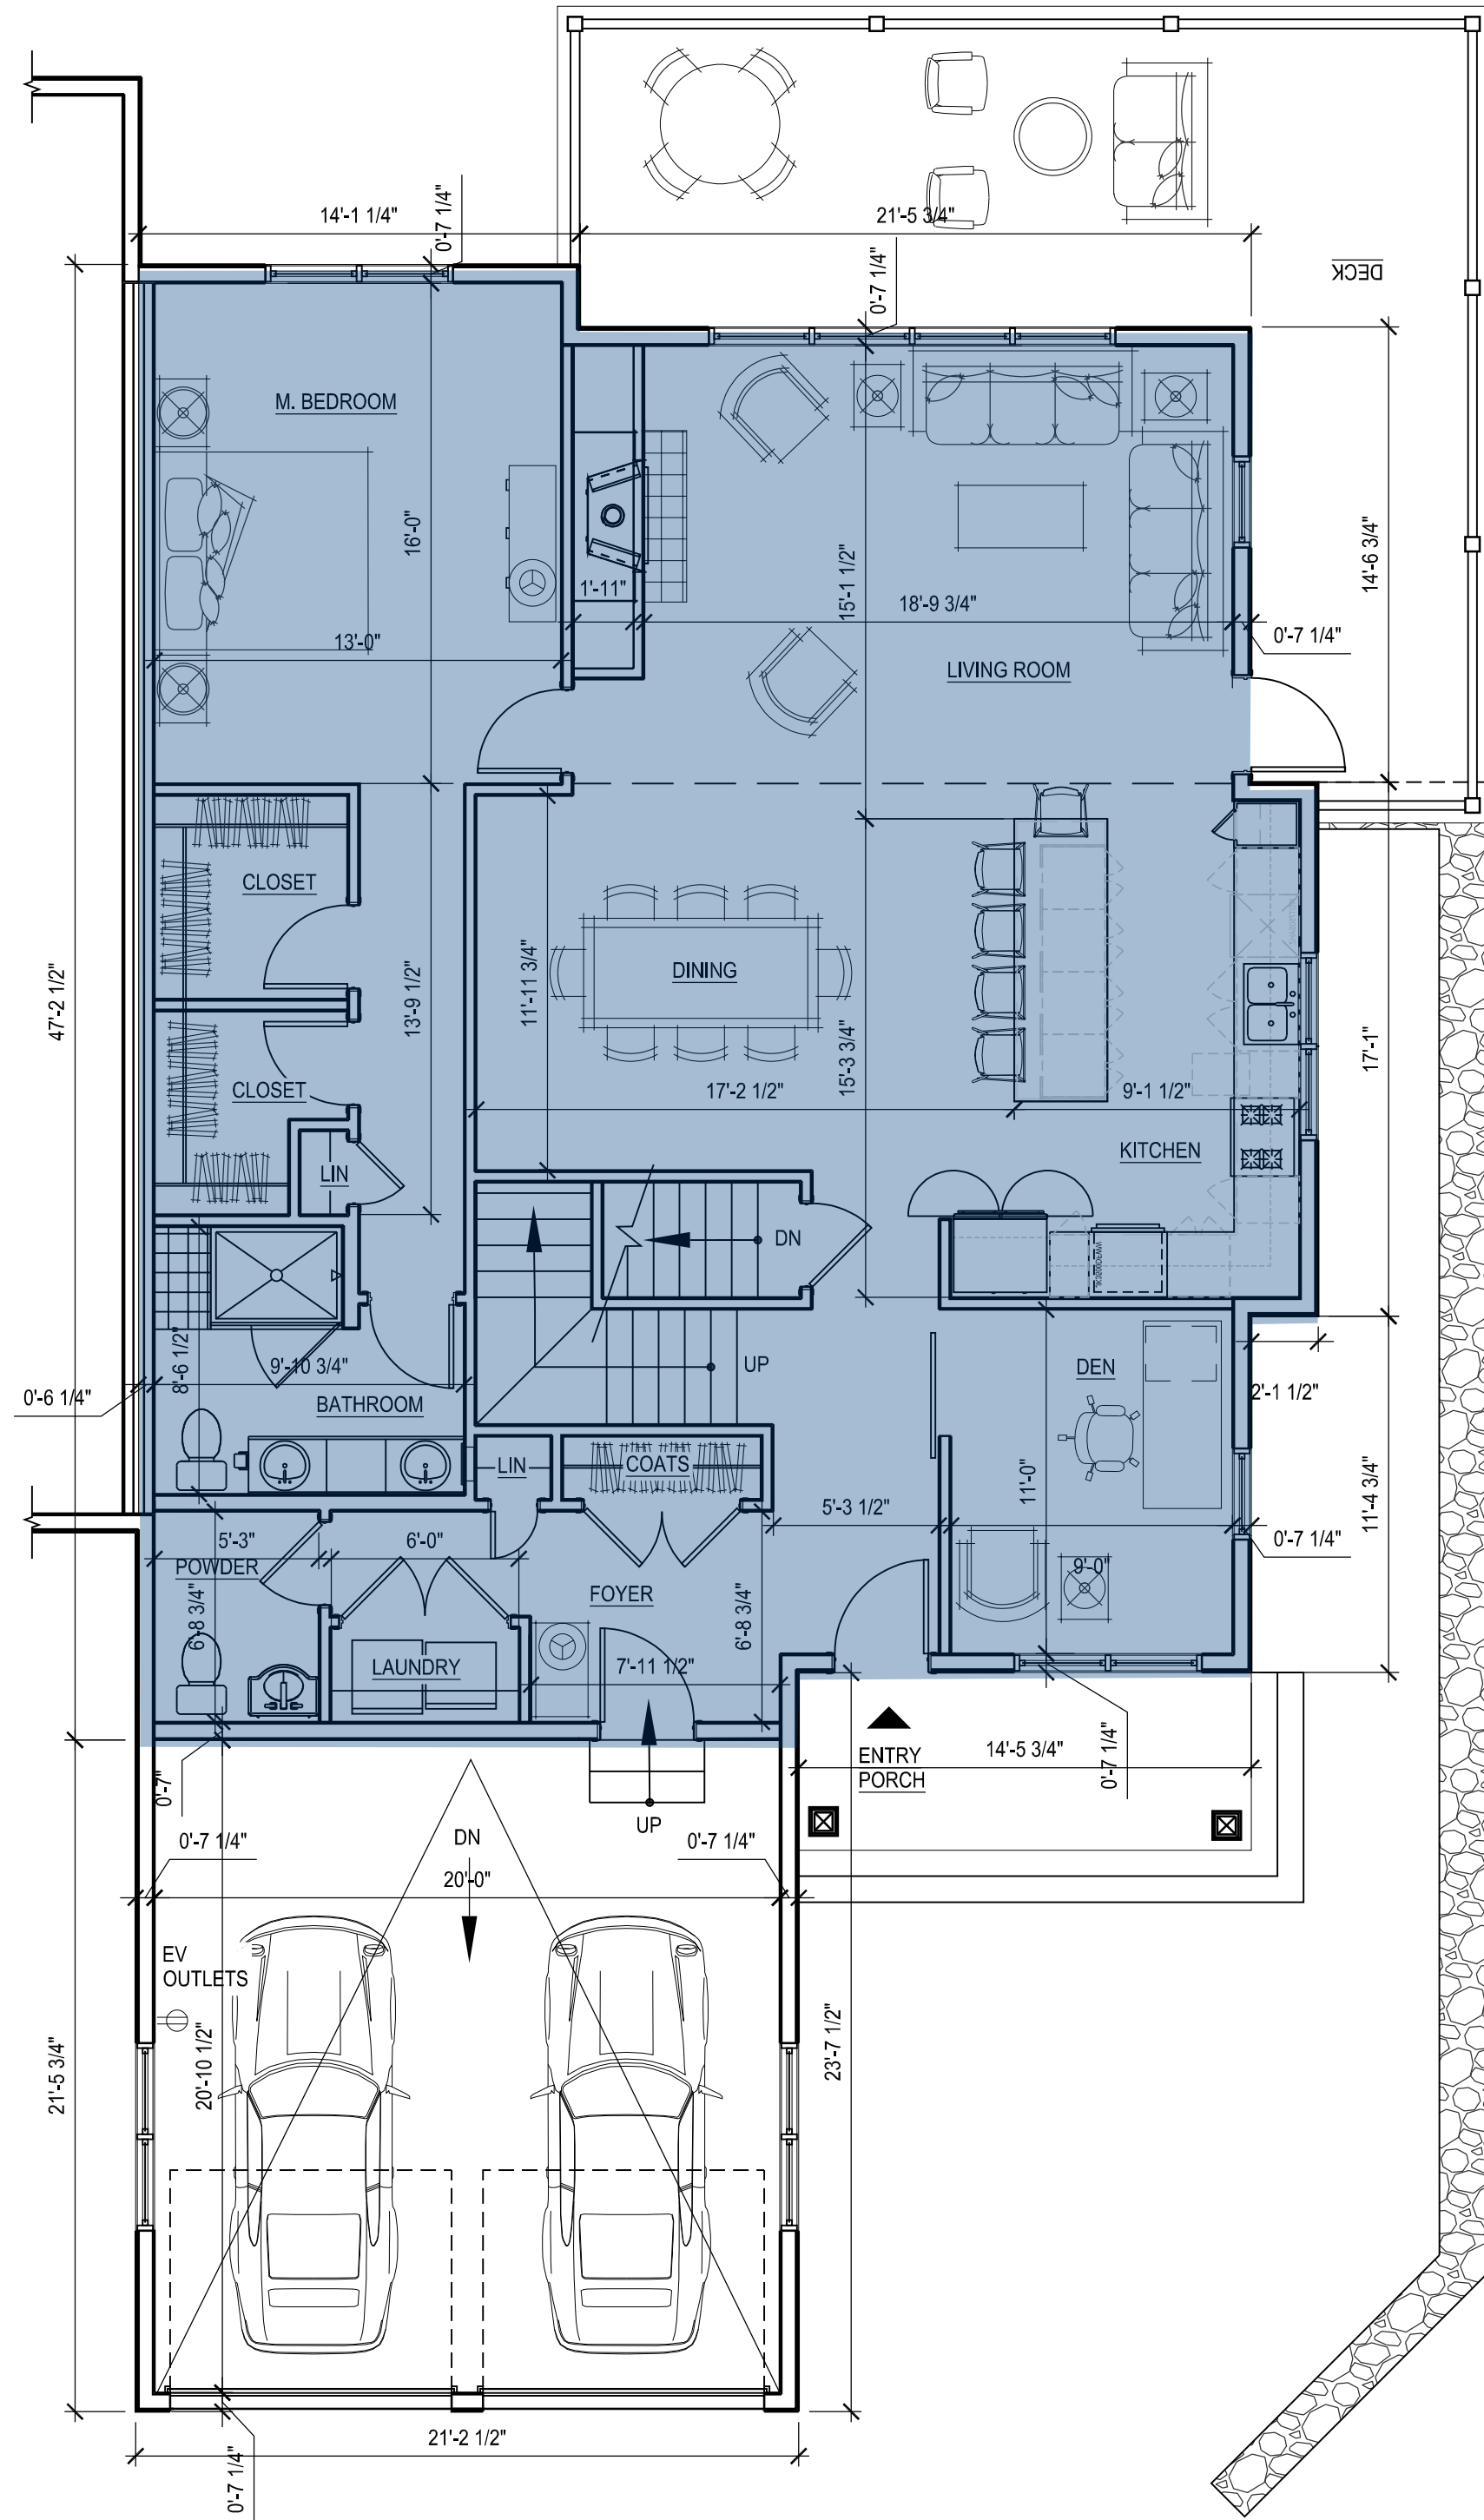 14'-1 1/4"
0'-7 1/4"
21'-5 3/4"
0'-7 1/4"
DECK
M. BEDROOM
16'-0"
1'-11"
15'-1 1/2"
18'-9 3/4"
14'-6 3/4"
0'-7 1/4"
13'-0"
LIVING ROOM
CLOSET
47'-2 1/2"
13'-9 1/2"
11'-11 3/4"
DINING
15'-3 3/4"
17'-1"
CLOSET
17'-2 1/2"
9'-1 1/2"
KITCHEN
LIN
DN
8'-6 1/2"
9'-10 3/4"
UP
DEN
0'-6 1/4"
BATHROOM
2'-1 1/2"
LIN
COATS
11'-0"
11'-4 3/4"
5'-3 1/2"
5'-3"
6'-0"
0'-7 1/4"
POWDER
9'-0"
FOYER
6'-8 3/4"
6'-8 3/4"
LAUNDRY
7'-11 1/2"
ENTRY
PORCH
14'-5 3/4"
0'-7 1/4"
0'-7"
UP
0'-7 1/4"
DN
0'-7 1/4"
20'-0"
EV
OUTLETS
21'-5 3/4"
20'-10 1/2"
23'-7 1/2"
21'-2 1/2"
0'-7 1/4"